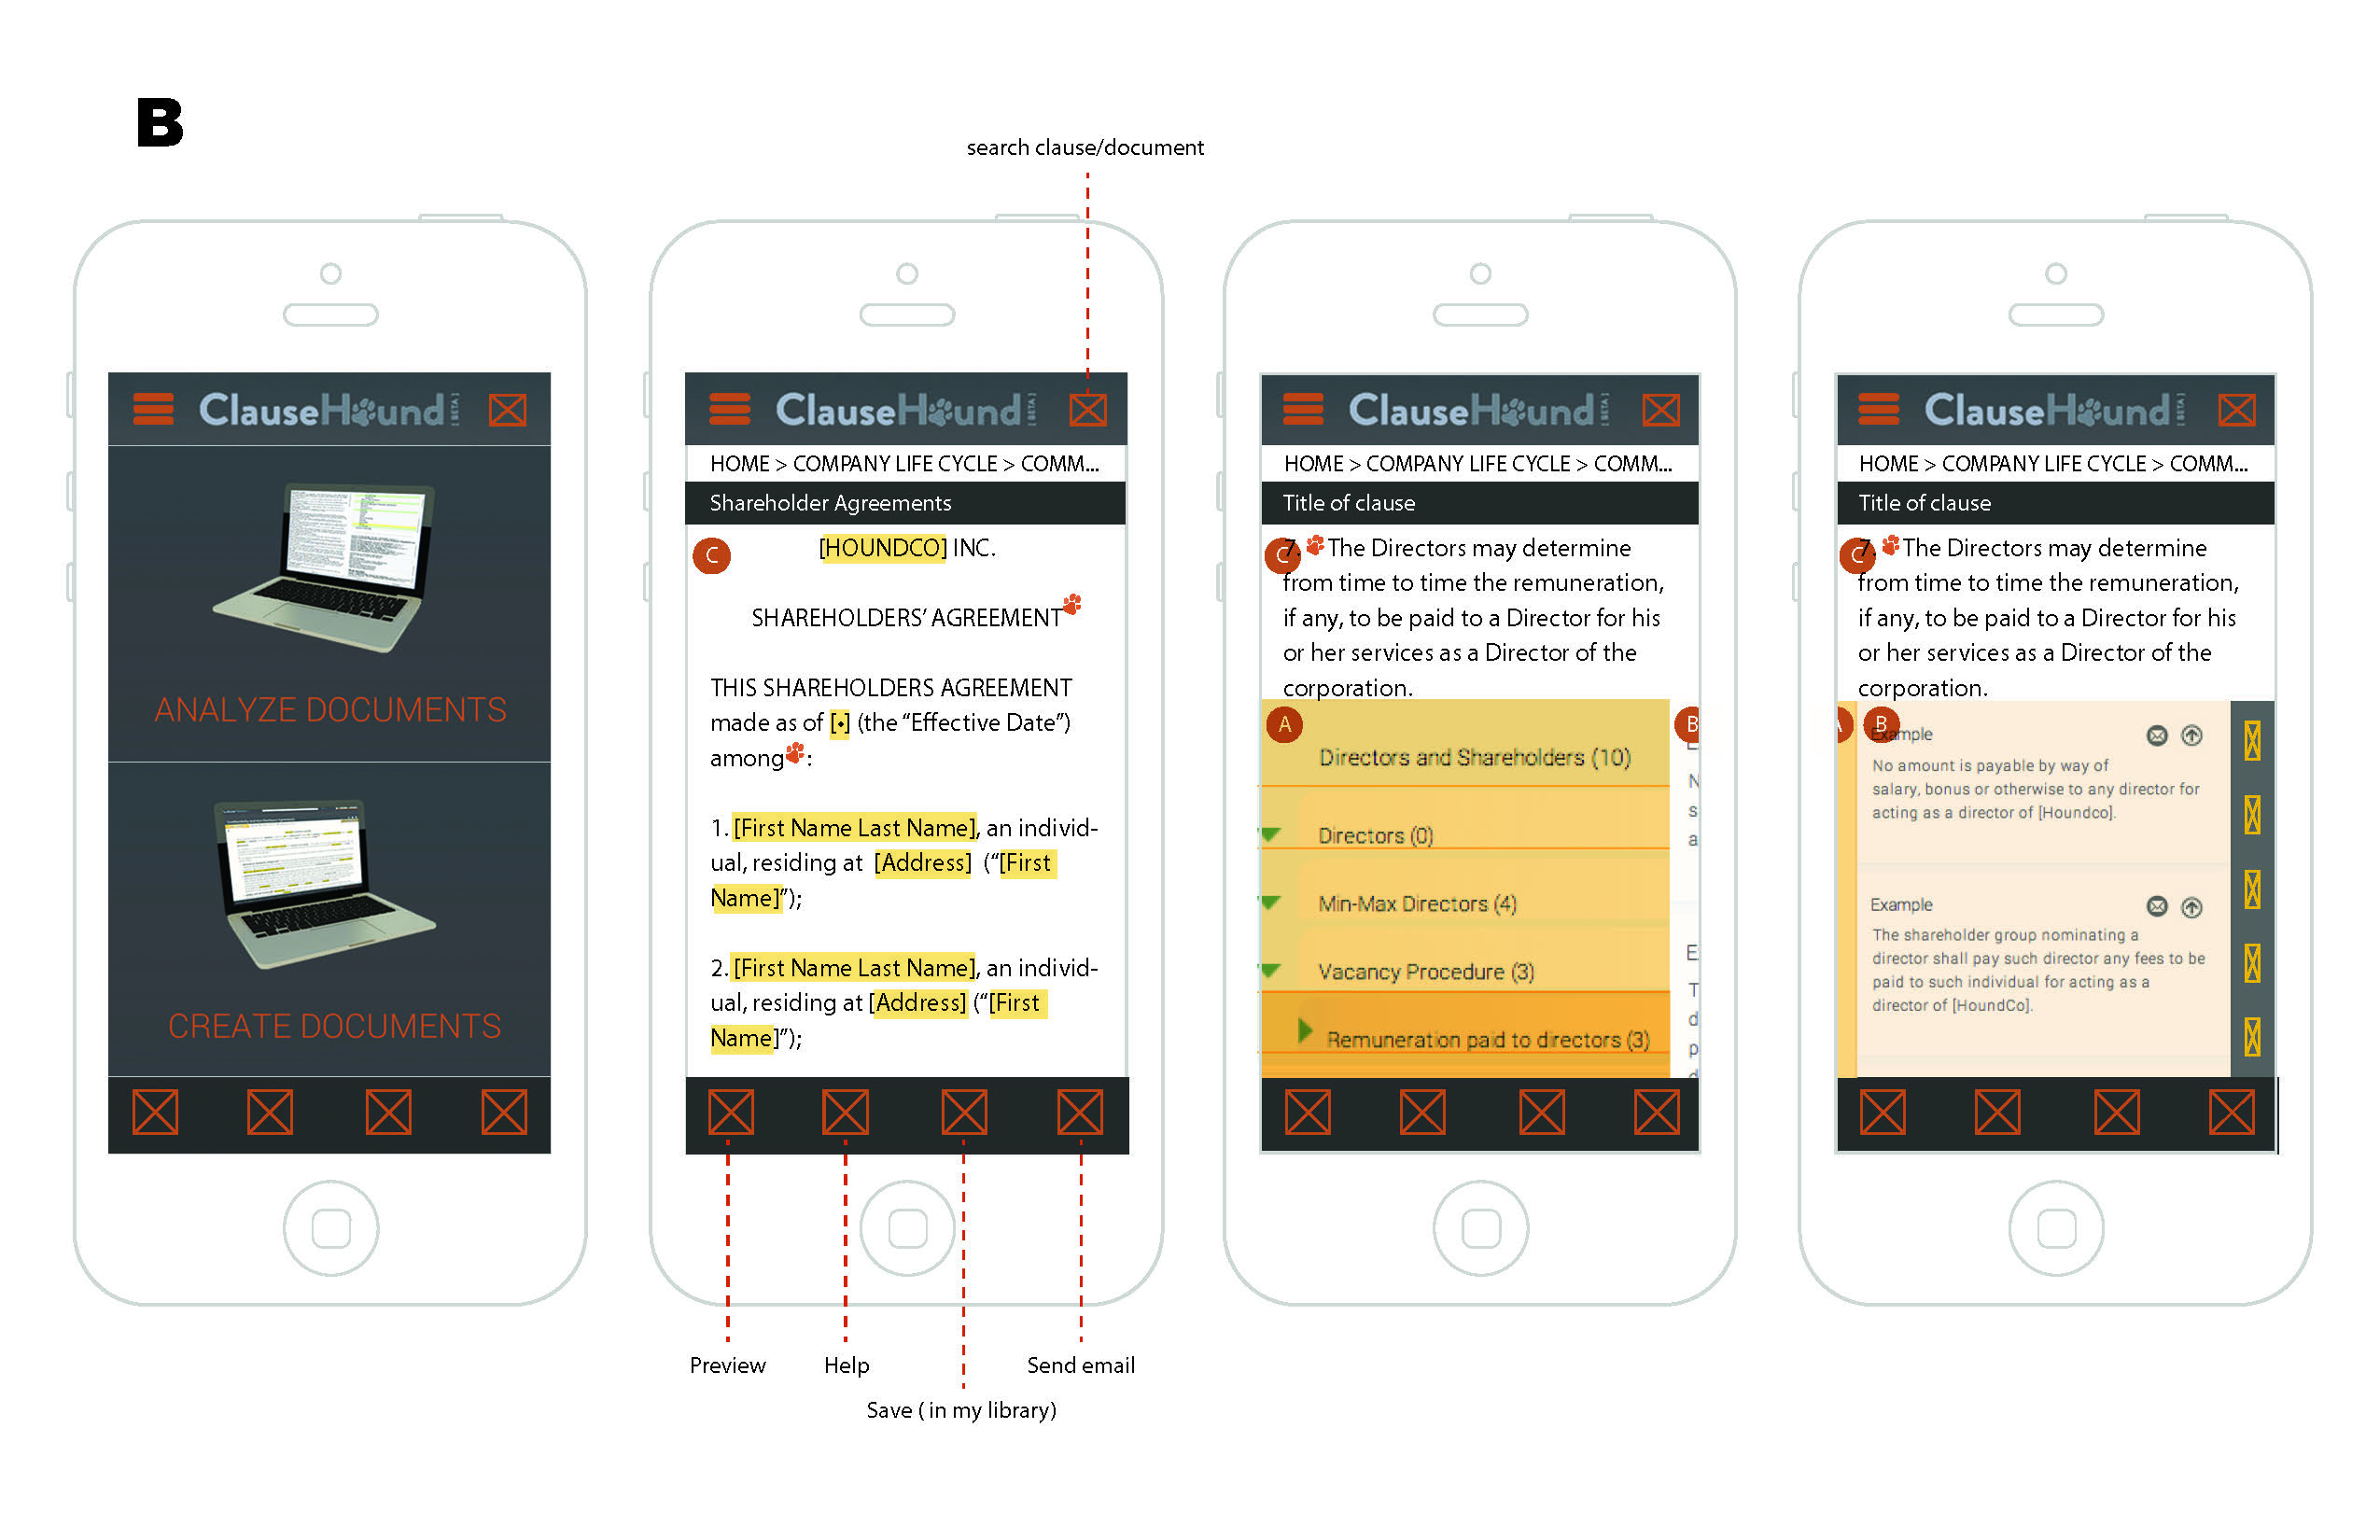 B
search clause/document
ClauseHound [BETA]
ANALYZE DOCUMENTS
CREATE DOCUMENTS
ClauseHound [BETA]
HOME > COMPANY LIFE CYCLE > COMM...
Shareholder Agreements
C
[HOUNDCO] INC.
SHAREHOLDERS’ AGREEMENT
THIS SHAREHOLDERS AGREEMENT
made as of [•] (the “Effective Date”)
among :
1. [First Name Last Name], an individ-
ual, residing at [Address] (“[First
Name]”);
2. [First Name Last Name], an individ-
ual, residing at [Address] (“[First
Name]”);
Preview
Help
Save ( in my library)
Send email
ClauseHound [BETA]
HOME > COMPANY LIFE CYCLE > COMM...
Title of clause
C
7. The Directors may determine
from time to time the remuneration,
if any, to be paid to a Director for his
or her services as a Director of the
corporation.
A
B
Directors and Shareholders (10)
Directors (0)
Min-Max Directors (4)
Vacancy Procedure (3)
Remuneration paid to directors (3)
E
N
s
a
E
T
d
p
d
ClauseHound [BETA]
HOME > COMPANY LIFE CYCLE > COMM...
Title of clause
C
7. The Directors may determine
from time to time the remuneration,
if any, to be paid to a Director for his
or her services as a Director of the
corporation.
A
B
Example
No amount is payable by way of
salary, bonus or otherwise to any director for
acting as a director of [Houndco].
Example
The shareholder group nominating a
director shall pay such director any fees to be
paid to such individual for acting as a
director of [HoundCo].